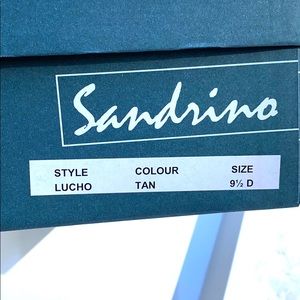 Sandrino
STYLE COLOUR SIZE
LUCHO TAN 9½ D